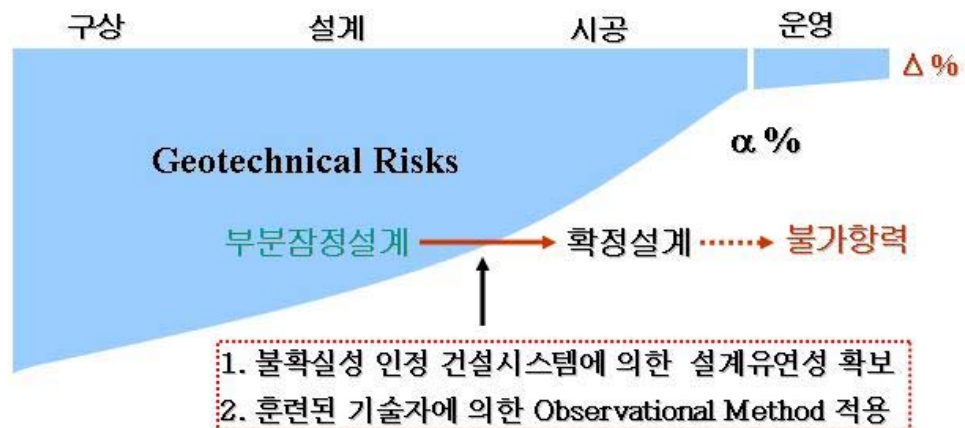 구상 설계 시공 운영
Δ %
α %
Geotechnical Risks
부분잠정설계 확정설계 불가항력
1. 불확실성 인정 건설시스템에 의한 설계유연성 확보
2. 훈련된 기술자에 의한 Observational Method 적용